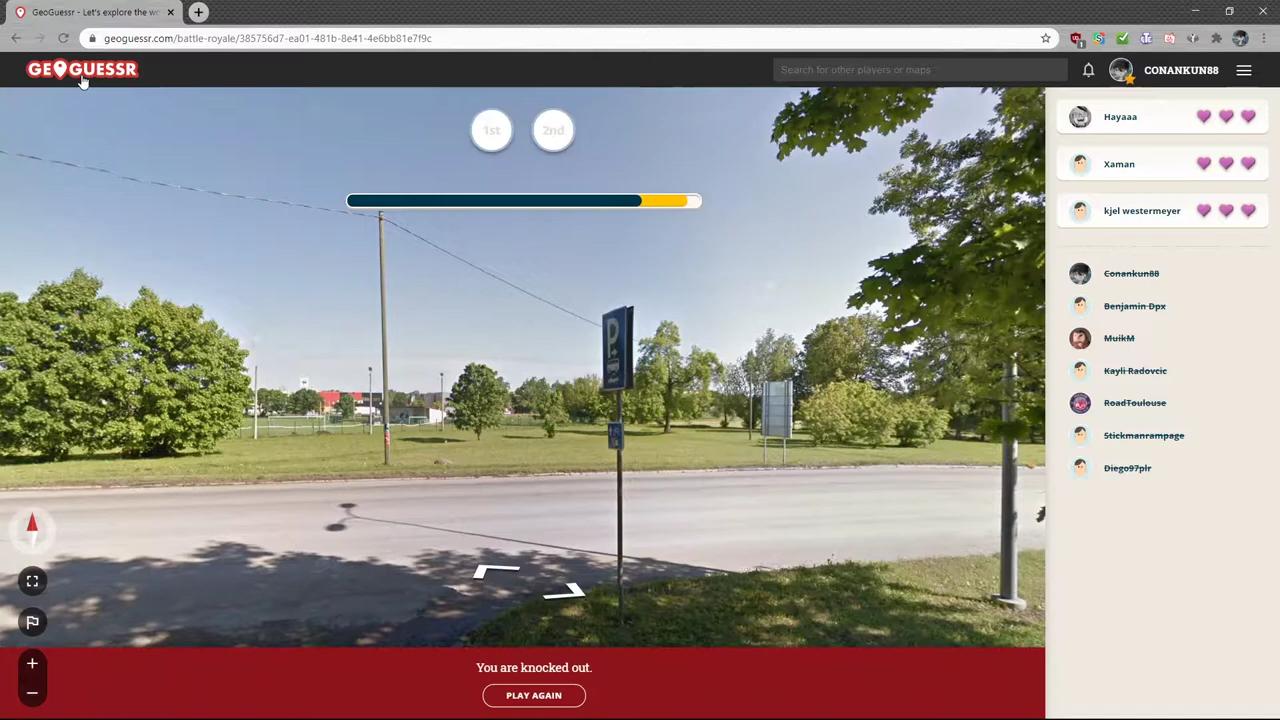 GeoGuessr - Let's explore the wo
geoguessr.com/battle-royale/385756d7-ea01-481b-8e41-4e6bb81e7f9c
GEOGUESSR
Search for other players or maps
CONANKUN88
1st
2nd
Hayaaa
Xaman
kjel westermeyer
Conankun88
Benjamin Dpx
MuikM
Kayli Radovcic
RoadToulouse
Stickmanrampage
Diego97plr
P
You are knocked out.
PLAY AGAIN